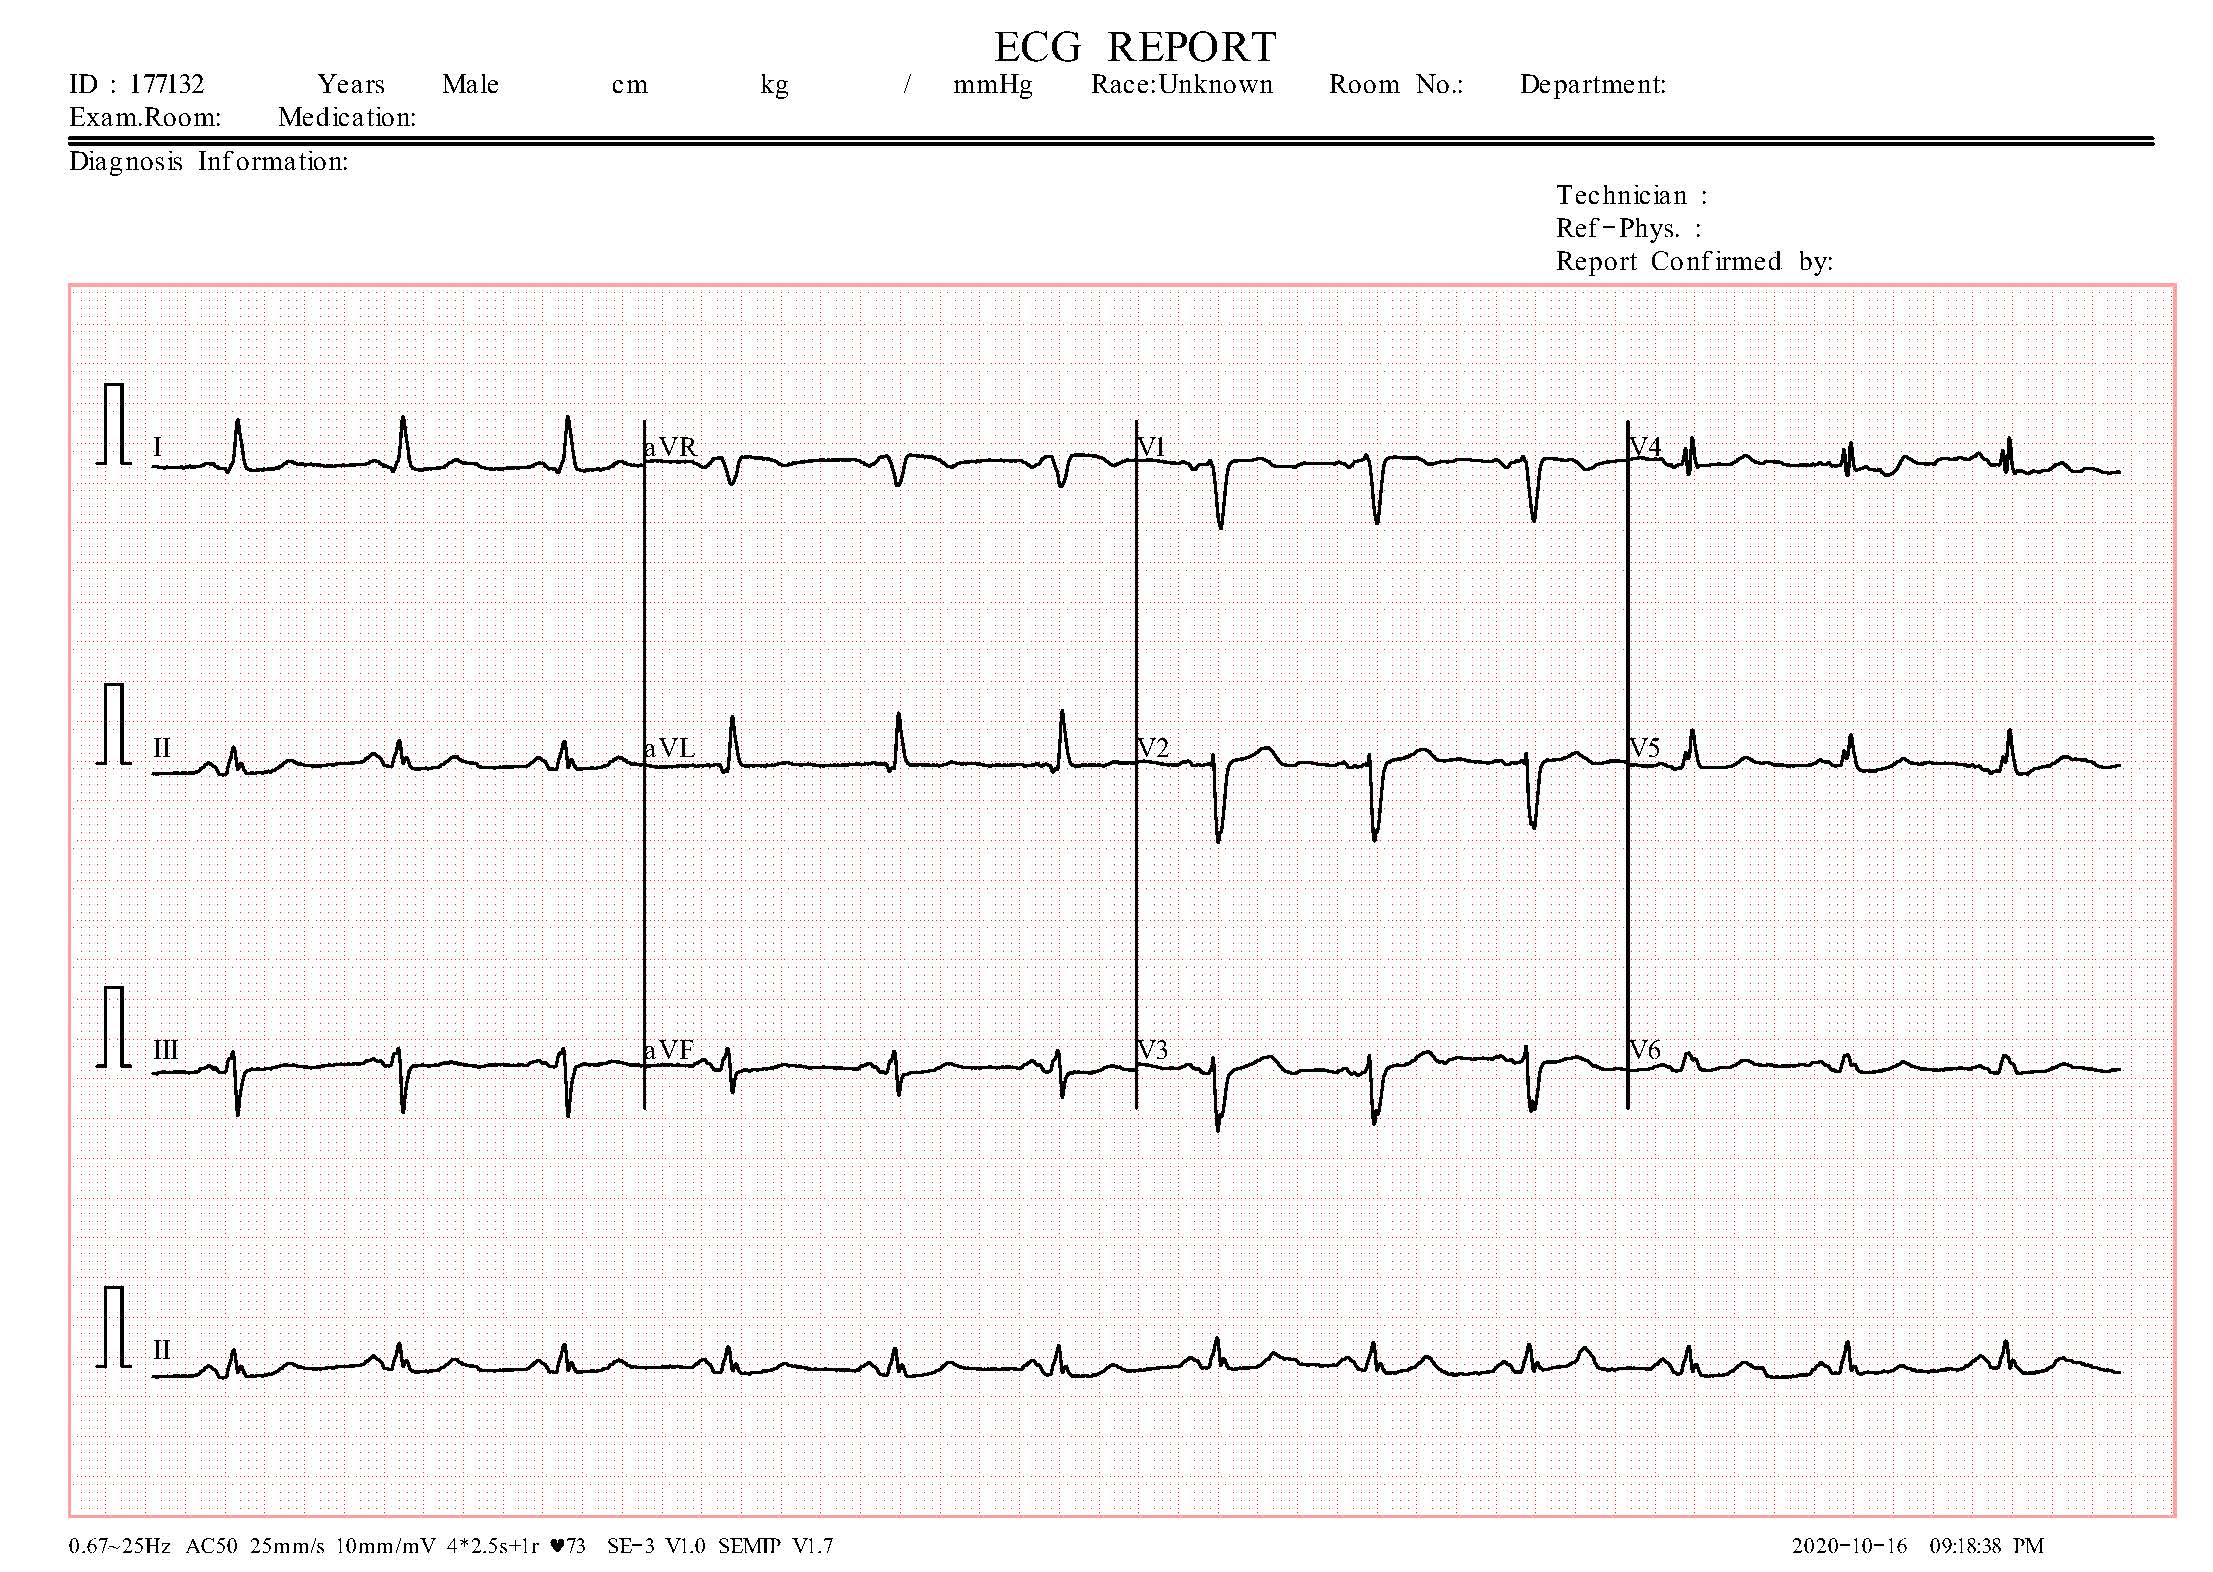 ECG REPORT
ID : 177132 Years Male cm kg / mmHg Race:Unknown Room No.: Department:
Exam.Room: Medication:
Diagnosis Information:
Technician :
Ref-Phys. :
Report Confirmed by:
I aVR V1 V4
II aVL V2 V5
III aVF V3 V6
II
0.67~25Hz AC50 25mm/s 10mm/mV 4*2.5s+1r ♥73 SE-3 V1.0 SEMIP V1.7 2020-10-16 09:18:38 PM